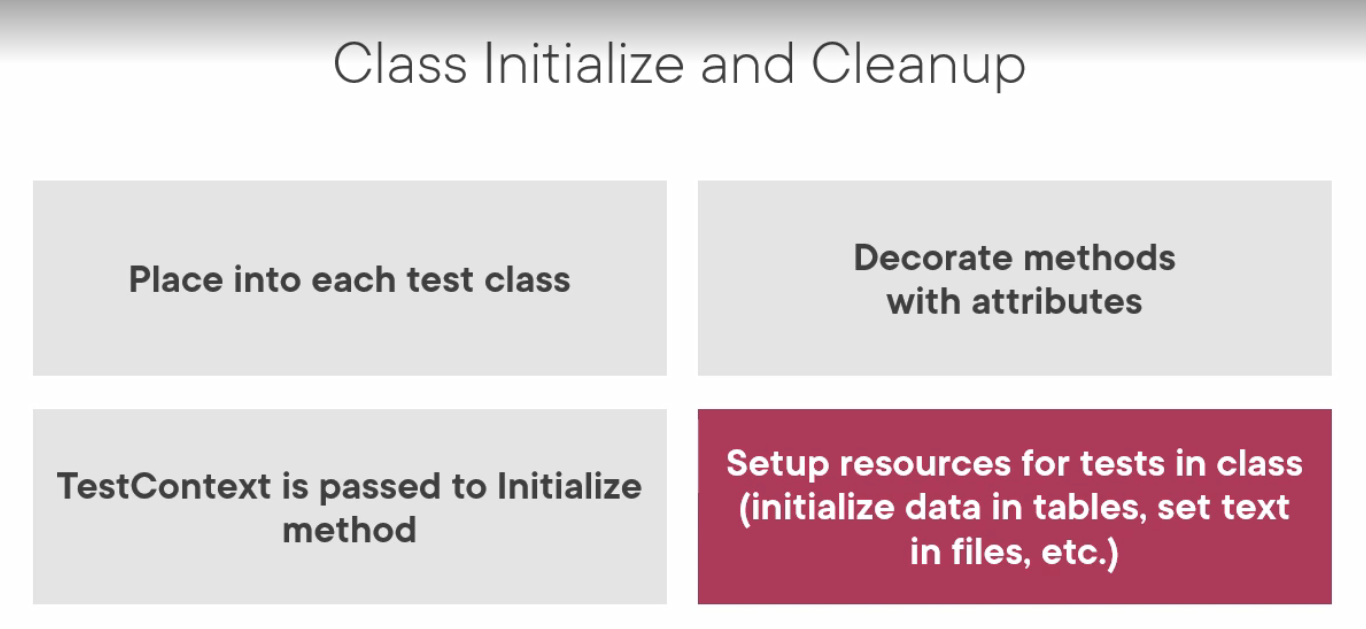 Class Initialize and Cleanup
Place into each test class
Decorate methods
with attributes
TestContext is passed to Initialize
method
Setup resources for tests in class
(initialize data in tables, set text
in files, etc.)